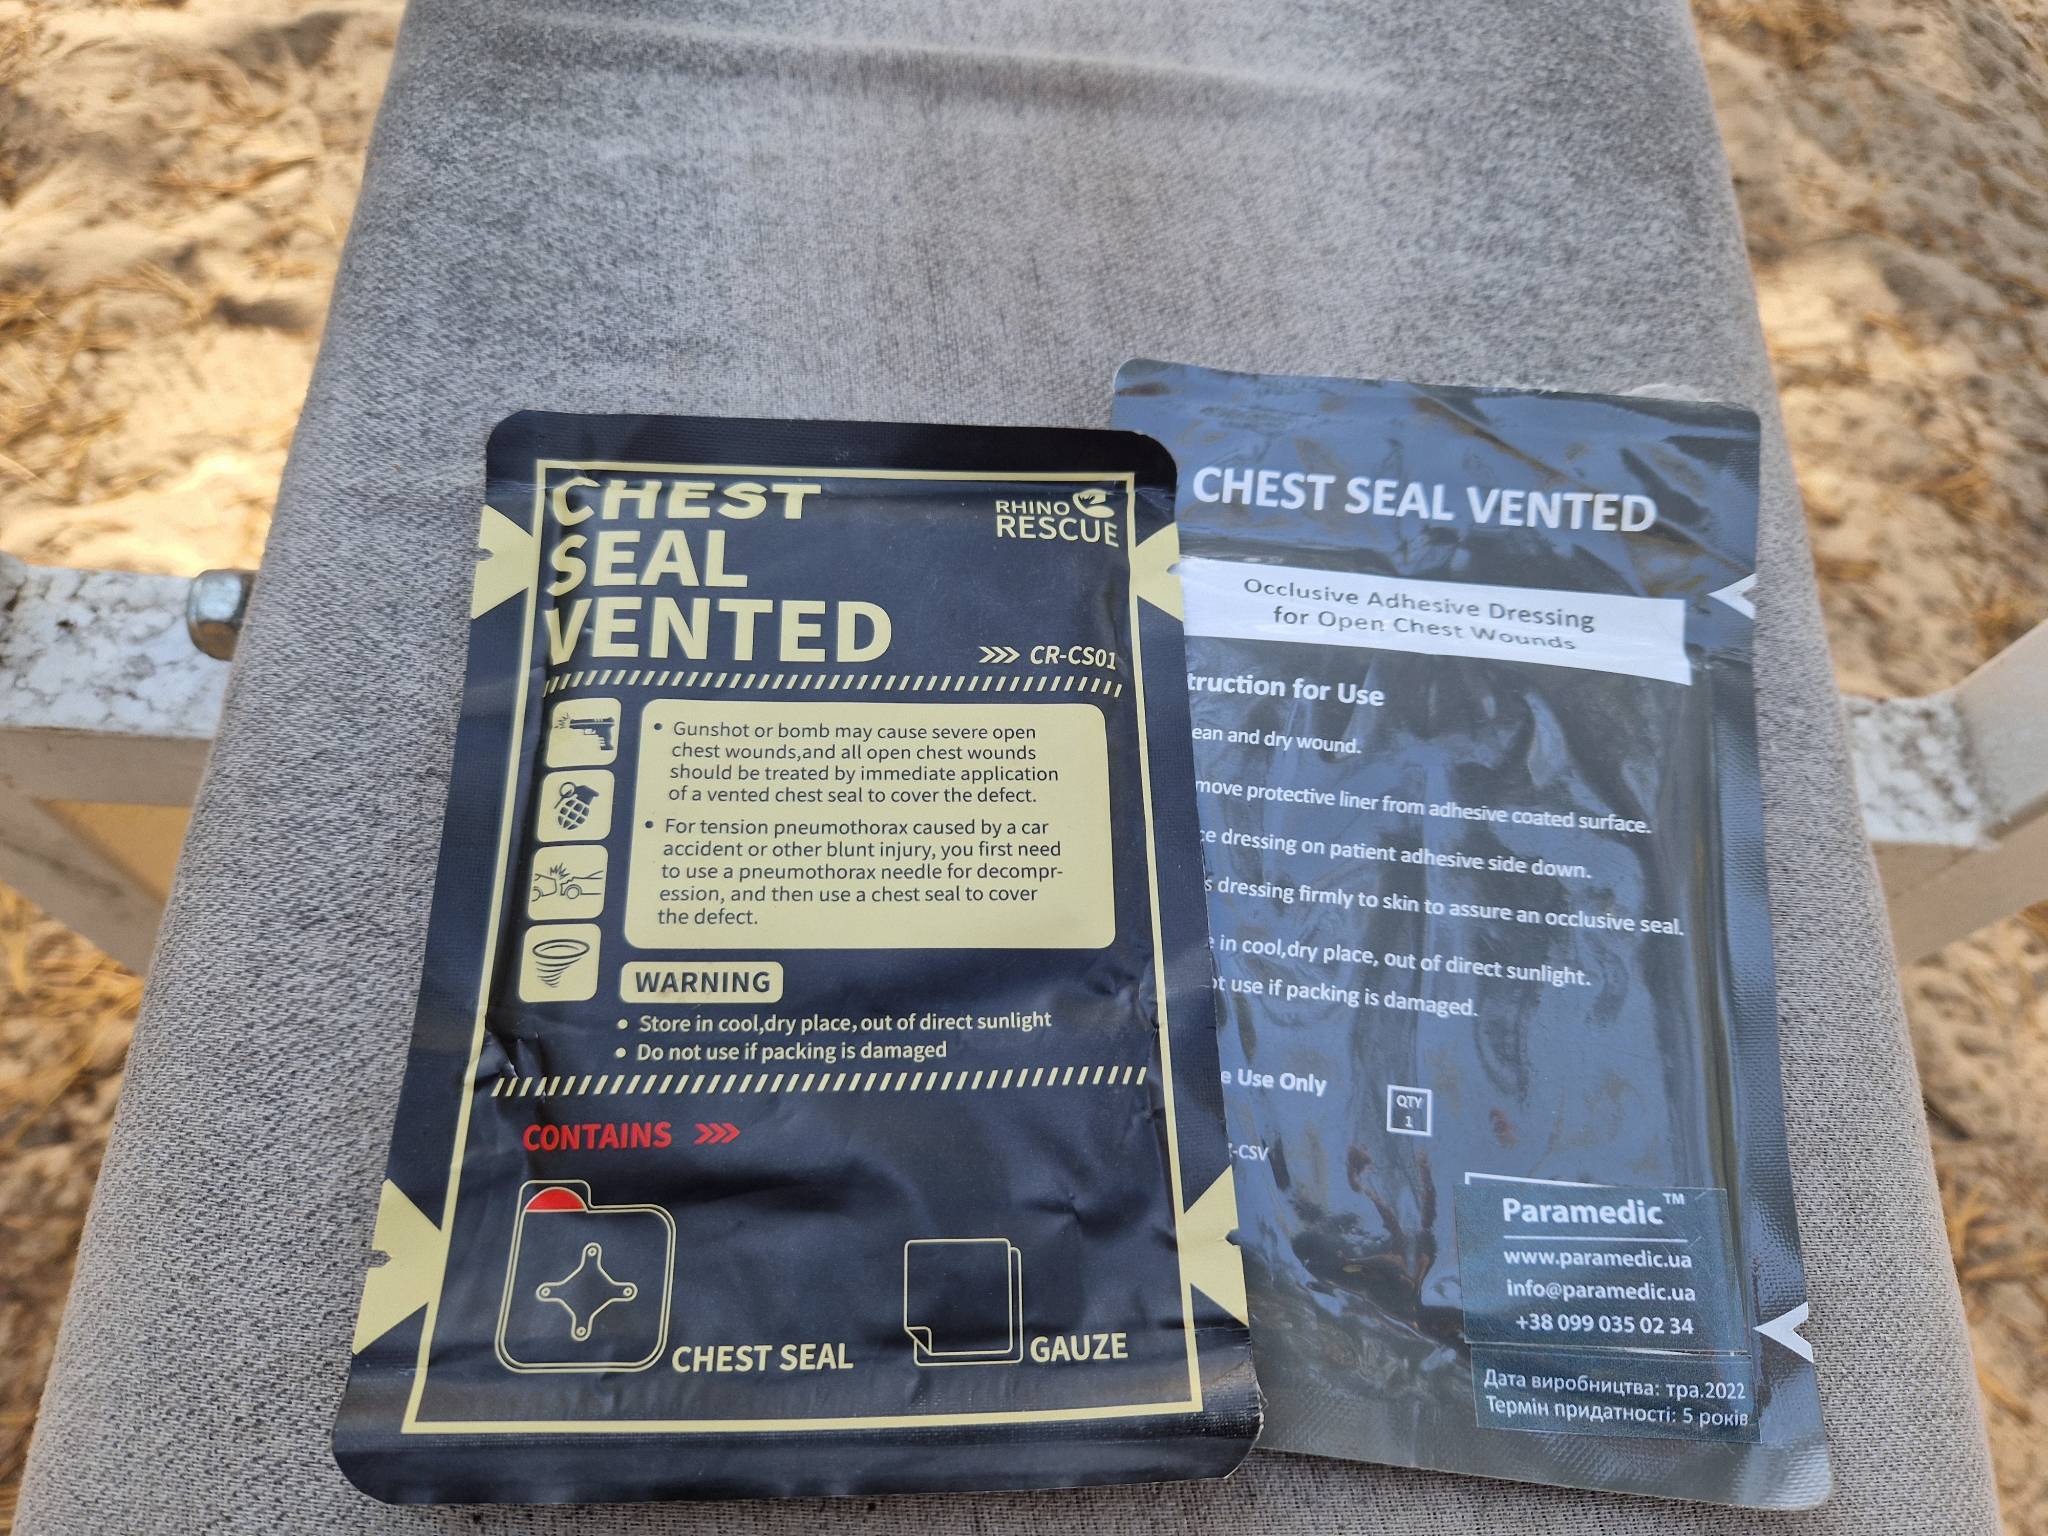 CHEST
SEAL
VENTED
RHINO
RESCUE
>>> CR-CS01
• Gunshot or bomb may cause severe open
chest wounds,and all open chest wounds
should be treated by immediate application
of a vented chest seal to cover the defect.
• For tension pneumothorax caused by a car
accident or other blunt injury, you first need
to use a pneumothorax needle for decompr-
ession, and then use a chest seal to cover
the defect.
WARNING
• Store in cool,dry place, out of direct sunlight
• Do not use if packing is damaged
CONTAINS >>>
CHEST SEAL
GAUZE
CHEST SEAL VENTED
Occlusive Adhesive Dressing
for Open Chest Wounds
truction for Use
ean and dry wound.
move protective liner from adhesive coated surface.
ce dressing on patient adhesive side down.
s dressing firmly to skin to assure an occlusive seal.
e in cool,dry place, out of direct sunlight.
ot use if packing is damaged.
e Use Only
QTY
1
-CSV
Paramedic™
www.paramedic.ua
info@paramedic.ua
+38 099 035 02 34
Дата виробництва: тра.2022
Термін придатності: 5 років